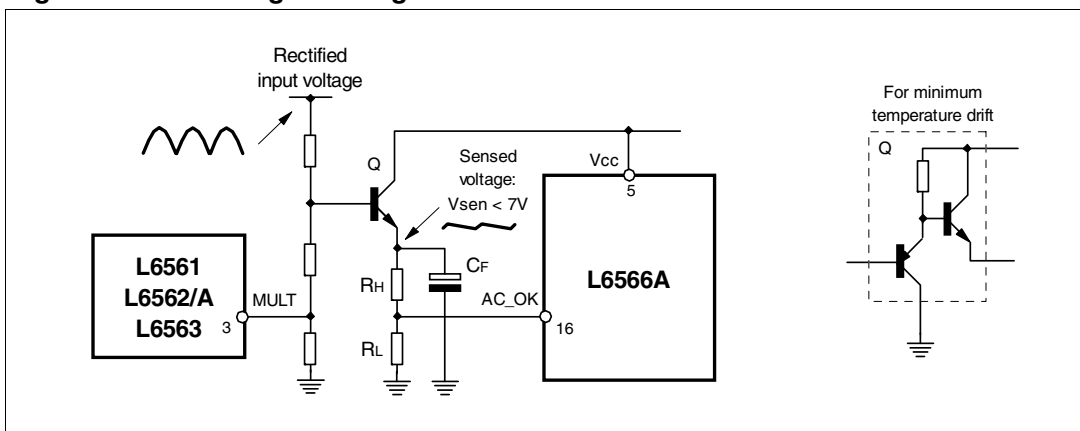 Rectified
input voltage
Q
Sensed
voltage:
Vsen < 7V
Vcc
5
L6561
L6562/A
L6563
MULT
3
RH
RL
CF
AC_OK
16
L6566A
For minimum
temperature drift
Q